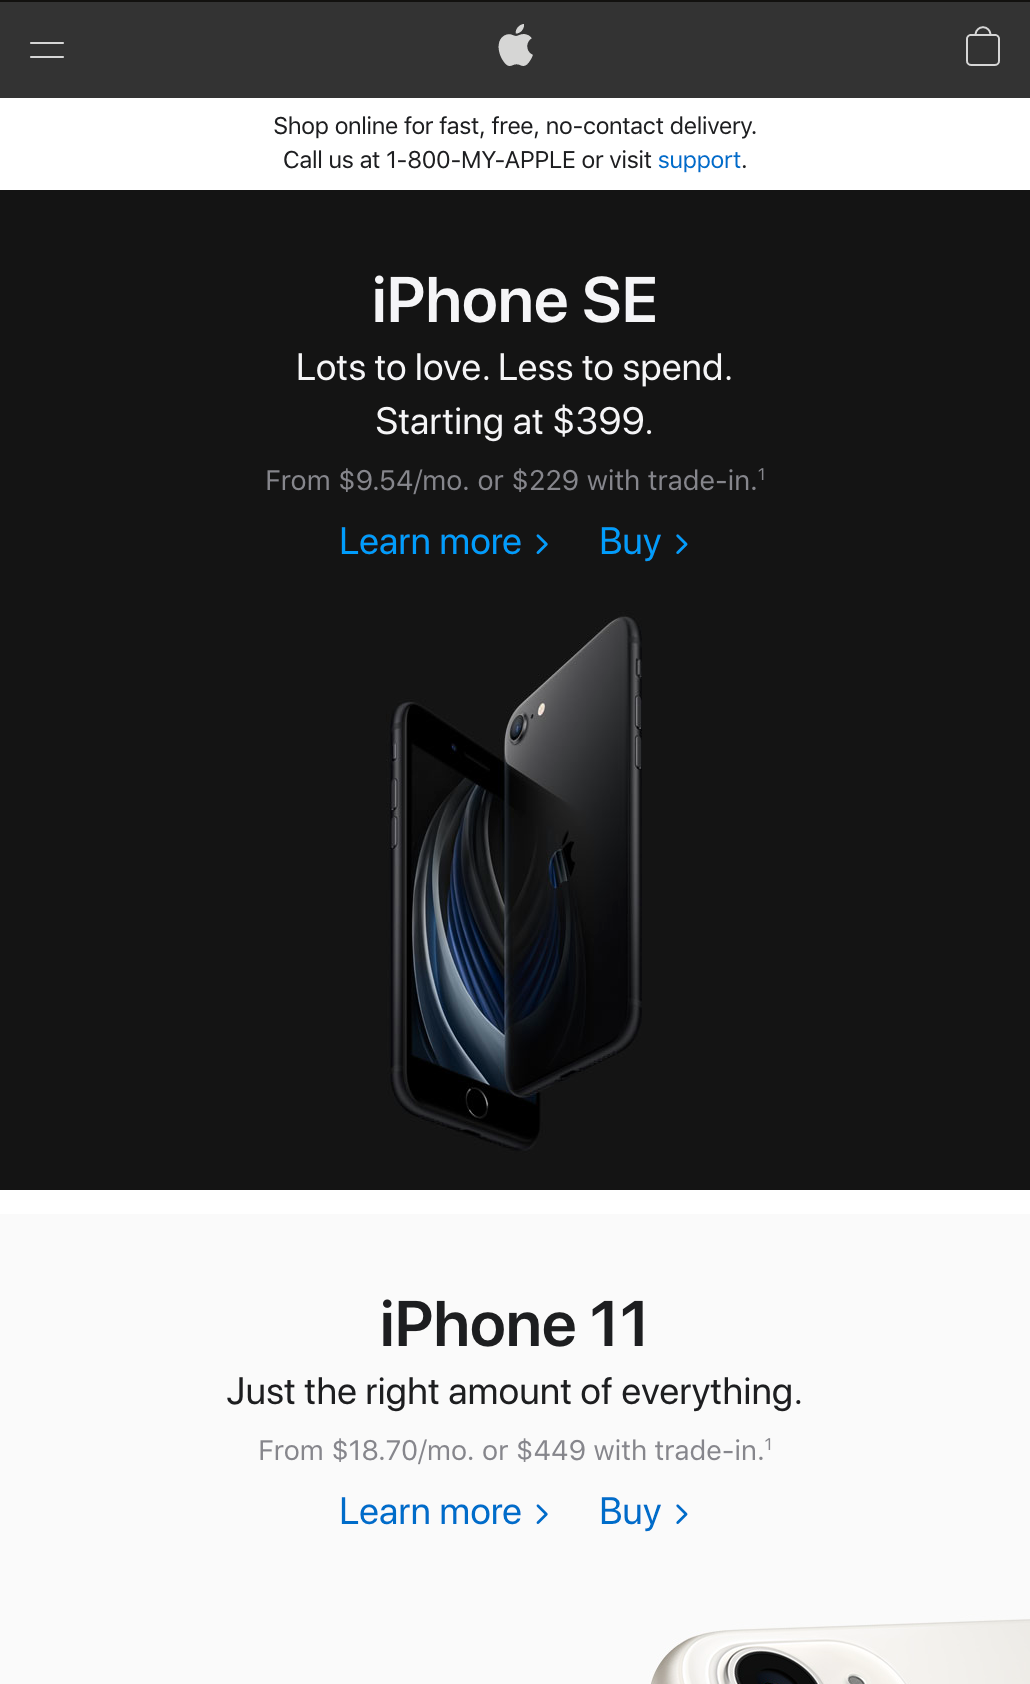 Shop online for fast, free, no-contact delivery.
Call us at 1-800-MY-APPLE or visit support.
iPhone SE
Lots to love. Less to spend.
Starting at $399.
From $9.54/mo. or $229 with trade-in.¹
Learn more > Buy >
iPhone 11
Just the right amount of everything.
From $18.70/mo. or $449 with trade-in.¹
Learn more > Buy >